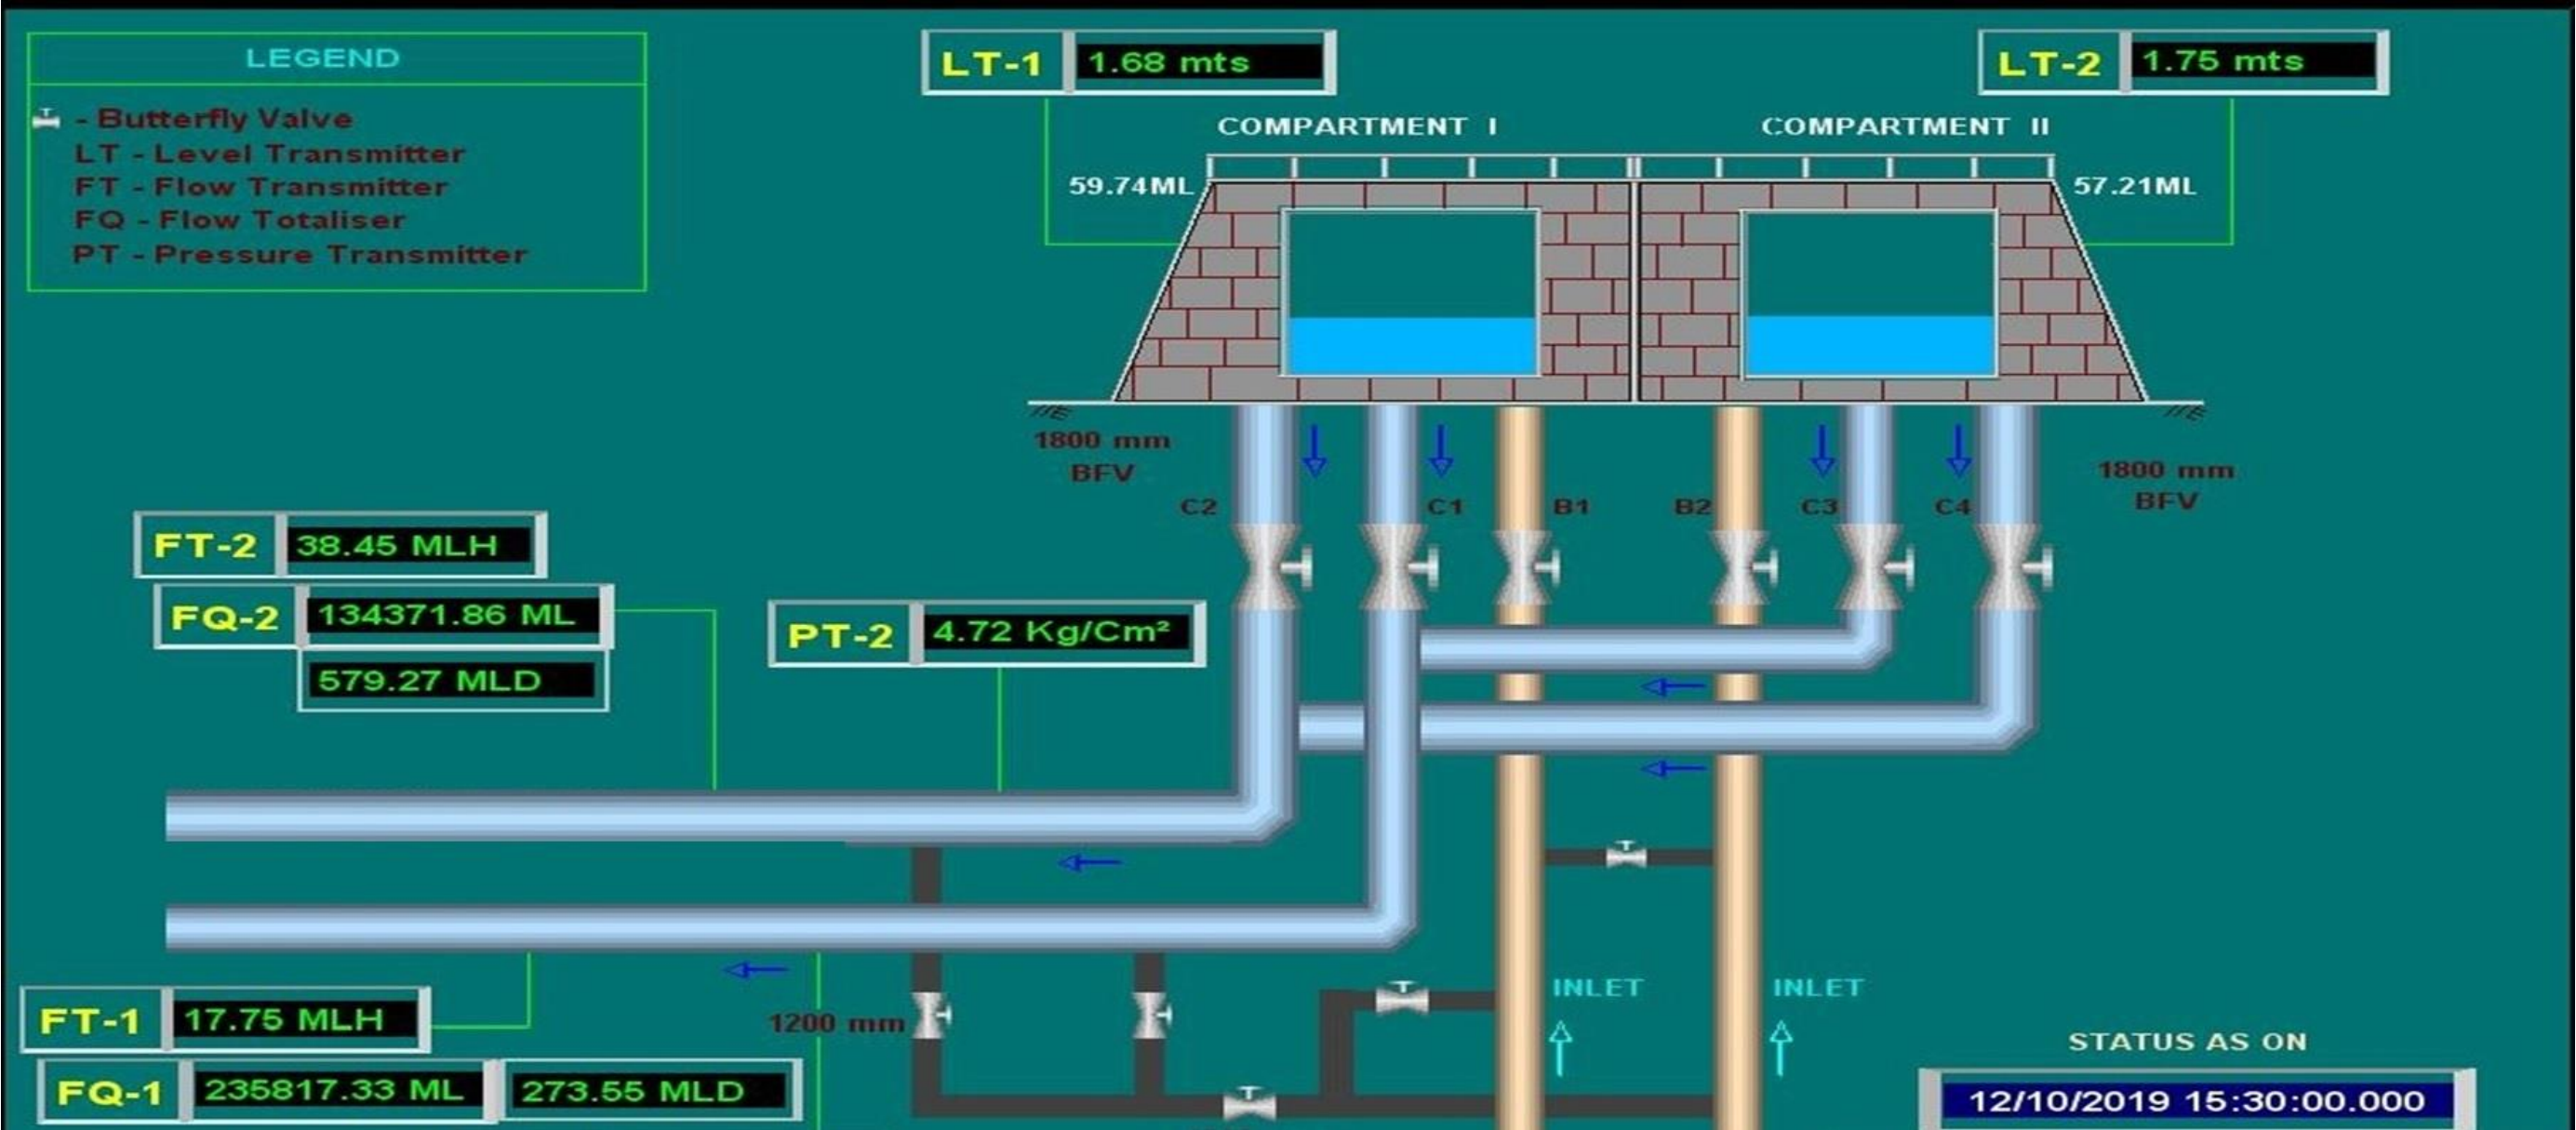 LEGEND
- Butterfly Valve
LT - Level Transmitter
FT - Flow Transmitter
FQ - Flow Totaliser
PT - Pressure Transmitter
LT-1 1.68 mts
LT-2 1.75 mts
COMPARTMENT I
COMPARTMENT II
59.74ML
57.21ML
1800 mm
BFV
1800 mm
BFV
C2 C1 B1 B2 C3 C4
FT-2 38.45 MLH
FQ-2 134371.86 ML
579.27 MLD
PT-2 4.72 Kg/Cm²
INLET
INLET
FT-1 17.75 MLH
1200 mm
FQ-1 235817.33 ML 273.55 MLD
STATUS AS ON
12/10/2019 15:30:00.000